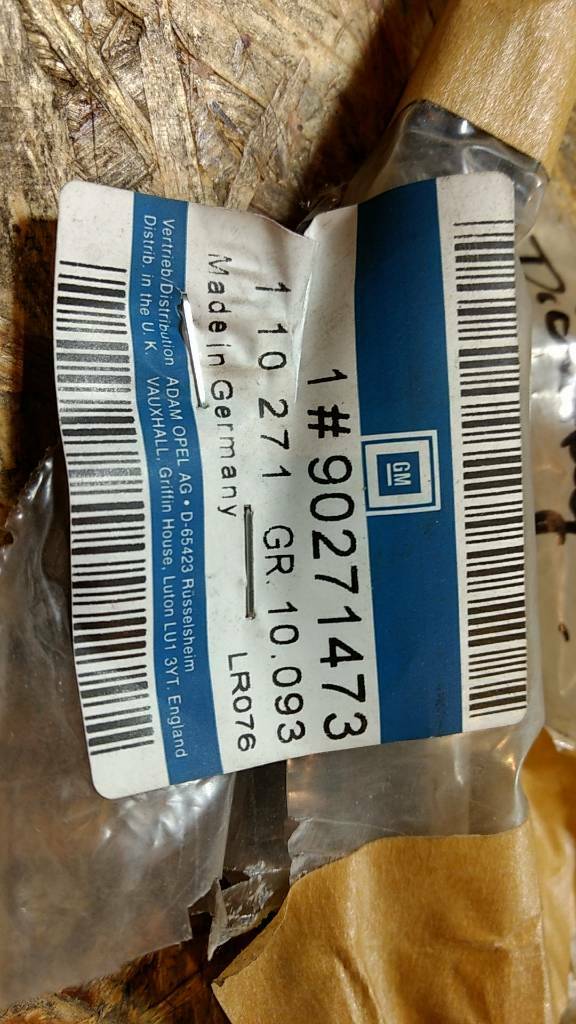 GM
1#90271473
1 10 271 GR. 10.093
Made in Germany LR076
Vertrieb/Distribution ADAM OPEL AG • D-65423 Rüsselsheim
Distrib. in the U. K. VAUXHALL, Griffin House, Luton LU1 3YT, England